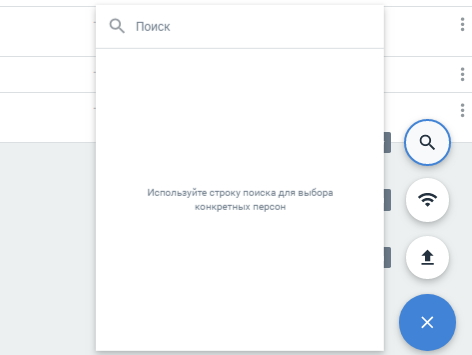 Поиск
Используйте строку поиска для выбора
конкретных персон